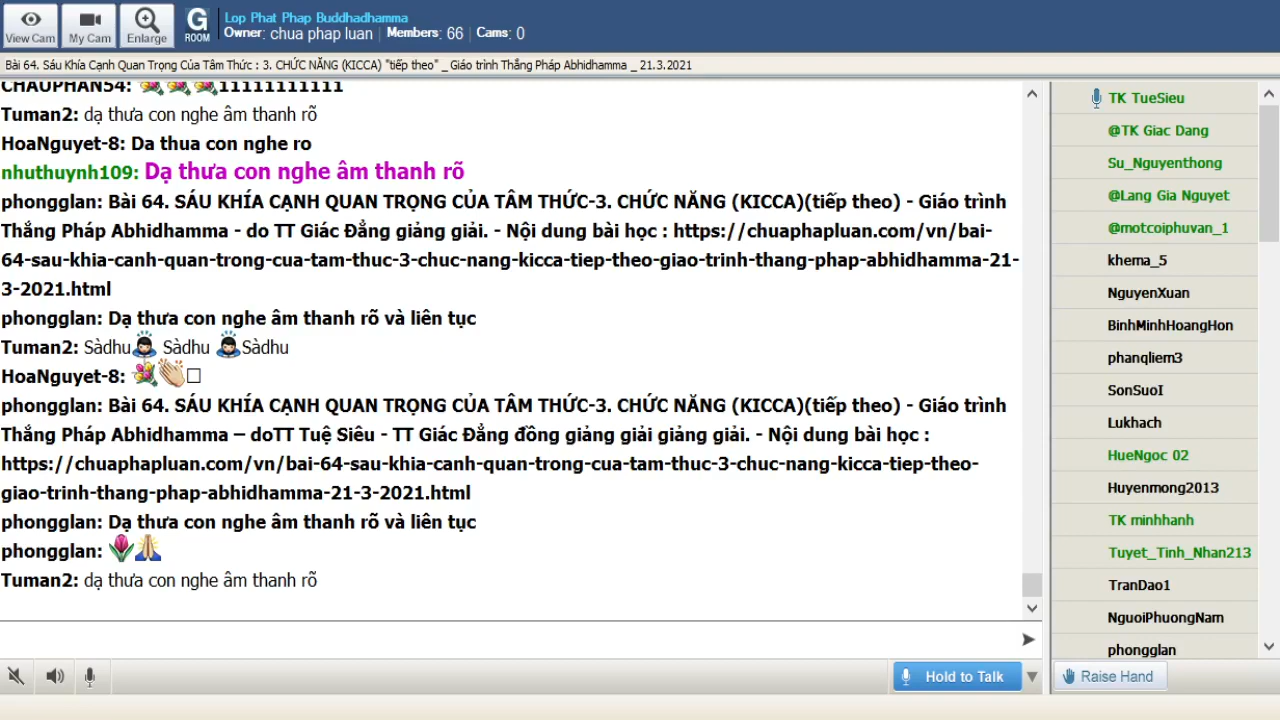 View Cam
My Cam
Enlarge
G
ROOM
Lop Phat Phap Buddhadhamma
Owner: chua phap luan Members: 66 Cams: 0
Bài 64. Sáu Khía Cạnh Quan Trọng Của Tâm Thức : 3. CHỨC NĂNG (KICCA) "tiếp theo" _ Giáo trình Thắng Pháp Abhidhamma _ 21.3.2021
CHAUPHAN54: 11111111111
Tuman2: dạ thưa con nghe âm thanh rõ
HoaNguyet-8: Da thua con nghe ro
nhuthuynh109: Dạ thưa con nghe âm thanh rõ
phongglan: Bài 64. SÁU KHÍA CẠNH QUAN TRỌNG CỦA TÂM THỨC-3. CHỨC NĂNG (KICCA)(tiếp theo) - Giáo trình
Thắng Pháp Abhidhamma - do TT Giác Đẳng giảng giải. - Nội dung bài học : https://chuaphapluan.com/vn/bai-
64-sau-khia-canh-quan-trong-cua-tam-thuc-3-chuc-nang-kicca-tiep-theo-giao-trinh-thang-phap-abhidhamma-21-
3-2021.html
phongglan: Dạ thưa con nghe âm thanh rõ và liên tục
Tuman2: Sàdhu Sàdhu Sàdhu
HoaNguyet-8:
phongglan: Bài 64. SÁU KHÍA CẠNH QUAN TRỌNG CỦA TÂM THỨC-3. CHỨC NĂNG (KICCA)(tiếp theo) - Giáo trình
Thắng Pháp Abhidhamma – doTT Tuệ Siêu - TT Giác Đẳng đồng giảng giải giảng giải. - Nội dung bài học :
https://chuaphapluan.com/vn/bai-64-sau-khia-canh-quan-trong-cua-tam-thuc-3-chuc-nang-kicca-tiep-theo-
giao-trinh-thang-phap-abhidhamma-21-3-2021.html
phongglan: Dạ thưa con nghe âm thanh rõ và liên tục
phongglan:
Tuman2: dạ thưa con nghe âm thanh rõ
Hold to Talk
TK TueSieu
@TK Giac Dang
Su_Nguyenthong
@Lang Gia Nguyet
@motcoiphuvan_1
khema_5
NguyenXuan
BinhMinhHoangHon
phanqliem3
SonSuoI
Lukhach
HueNgoc 02
Huyenmong2013
TK minhhanh
Tuyet_Tinh_Nhan213
TranDao1
NguoiPhuongNam
phongglan
Raise Hand